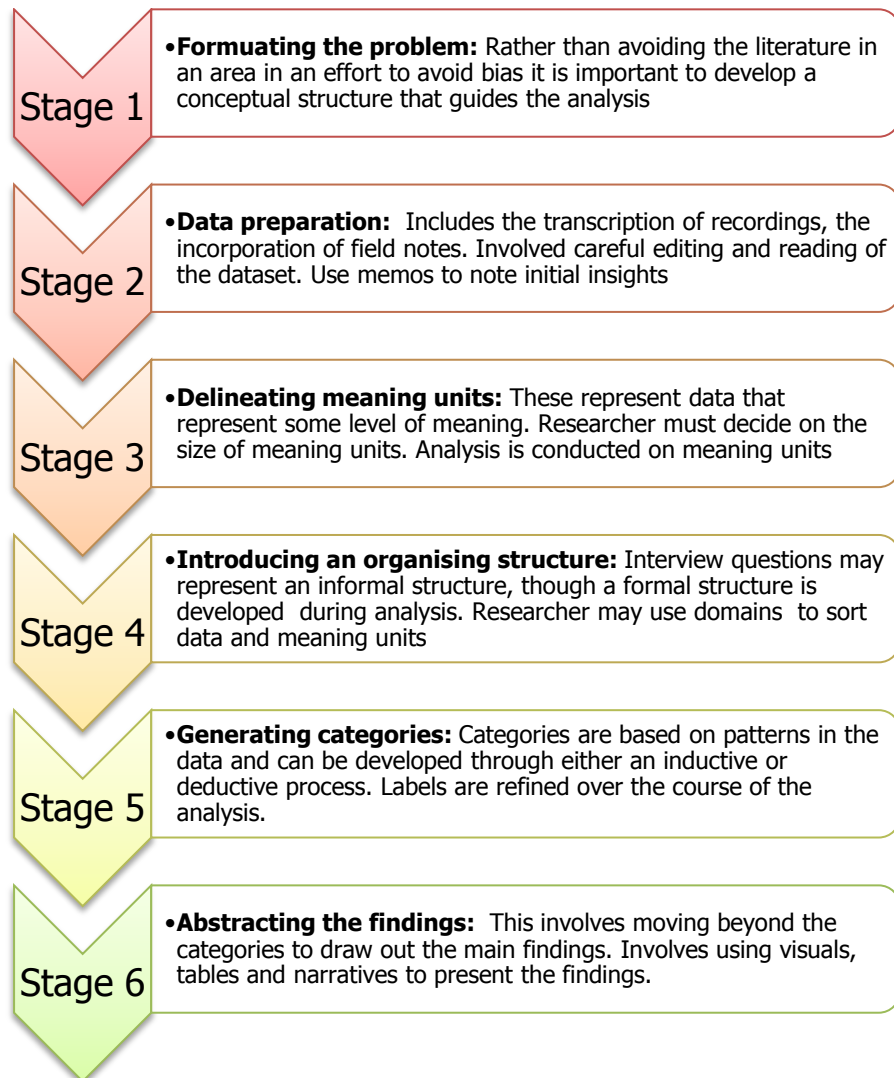 Stage 1
•Formuating the problem: Rather than avoiding the literature in
an area in an effort to avoid bias it is important to develop a
conceptual structure that guides the analysis
Stage 2
•Data preparation: Includes the transcription of recordings, the
incorporation of field notes. Involved careful editing and reading of
the dataset. Use memos to note initial insights
Stage 3
•Delineating meaning units: These represent data that
represent some level of meaning. Researcher must decide on the
size of meaning units. Analysis is conducted on meaning units
Stage 4
•Introducing an organising structure: Interview questions may
represent an informal structure, though a formal structure is
developed during analysis. Researcher may use domains to sort
data and meaning units
Stage 5
•Generating categories: Categories are based on patterns in the
data and can be developed through either an inductive or
deductive process. Labels are refined over the course of the
analysis.
Stage 6
•Abstracting the findings: This involves moving beyond the
categories to draw out the main findings. Involves using visuals,
tables and narratives to present the findings.